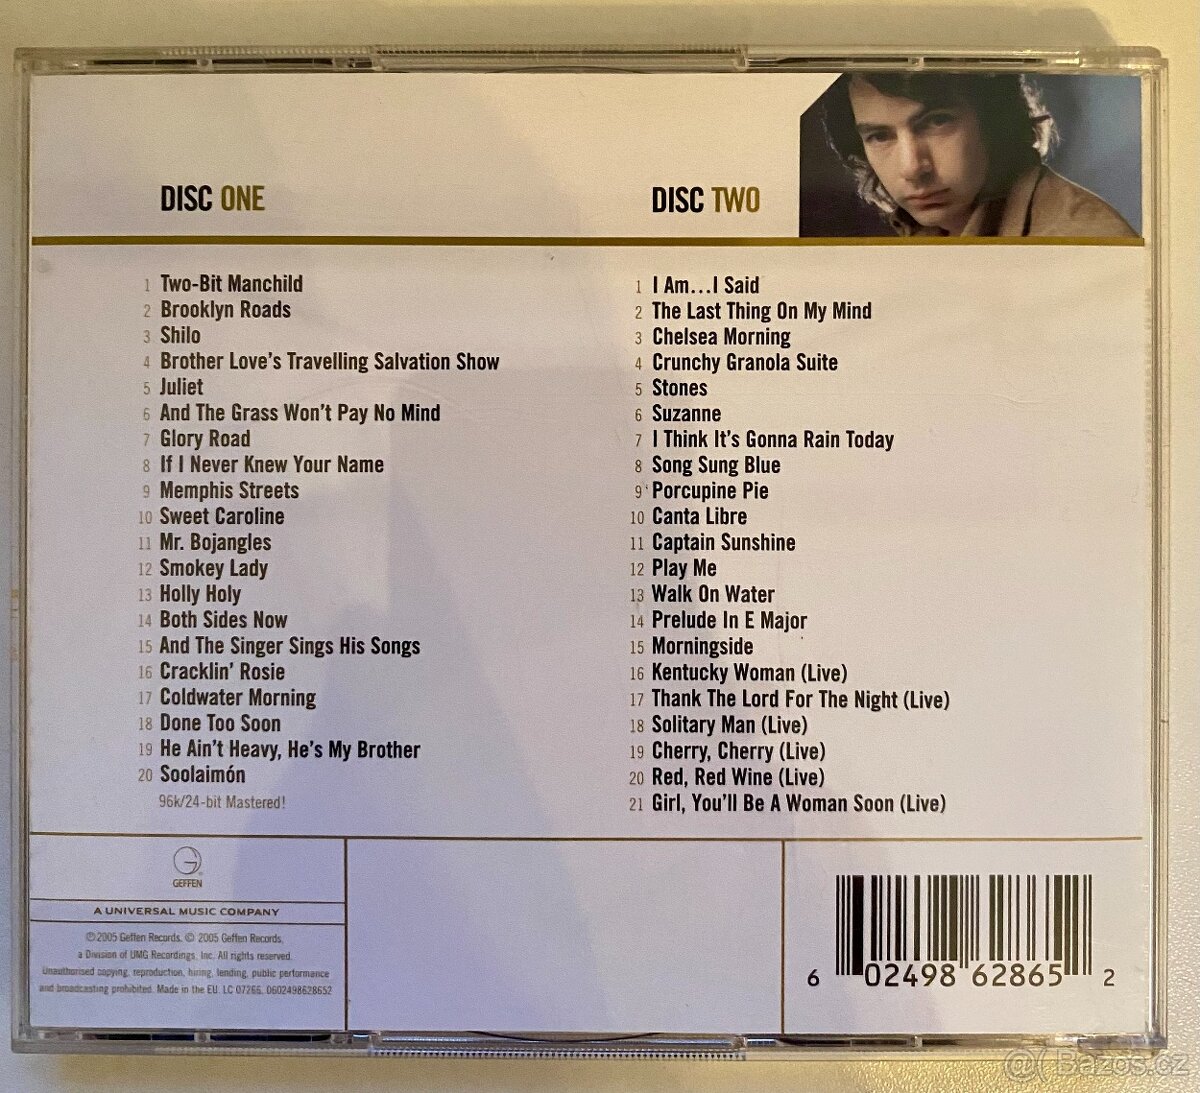 DISC ONE
1 Two-Bit Manchild
2 Brooklyn Roads
3 Shilo
4 Brother Love's Travelling Salvation Show
5 Juliet
6 And The Grass Won't Pay No Mind
7 Glory Road
8 If I Never Knew Your Name
9 Memphis Streets
10 Sweet Caroline
11 Mr. Bojangles
12 Smokey Lady
13 Holly Holy
14 Both Sides Now
15 And The Singer Sings His Songs
16 Cracklin' Rosie
17 Coldwater Morning
18 Done Too Soon
19 He Ain't Heavy, He's My Brother
20 Soolaimón
96k/24-bit Mastered!
DISC TWO
1 I Am...I Said
2 The Last Thing On My Mind
3 Chelsea Morning
4 Crunchy Granola Suite
5 Stones
6 Suzanne
7 I Think It's Gonna Rain Today
8 Song Sung Blue
9 Porcupine Pie
10 Canta Libre
11 Captain Sunshine
12 Play Me
13 Walk On Water
14 Prelude In E Major
15 Morningside
16 Kentucky Woman (Live)
17 Thank The Lord For The Night (Live)
18 Solitary Man (Live)
19 Cherry, Cherry (Live)
20 Red, Red Wine (Live)
21 Girl, You'll Be A Woman Soon (Live)
GEFFEN
A UNIVERSAL MUSIC COMPANY
℗ 2005 Geffen Records. © 2005 Geffen Records,
a Division of UMG Recordings, Inc. All rights reserved.
Unauthorised copying, reproduction, hiring, lending, public performance
and broadcasting prohibited. Made in the EU. LC 07266. 0602498628652
6 02498 62865 2
Bazos.cz